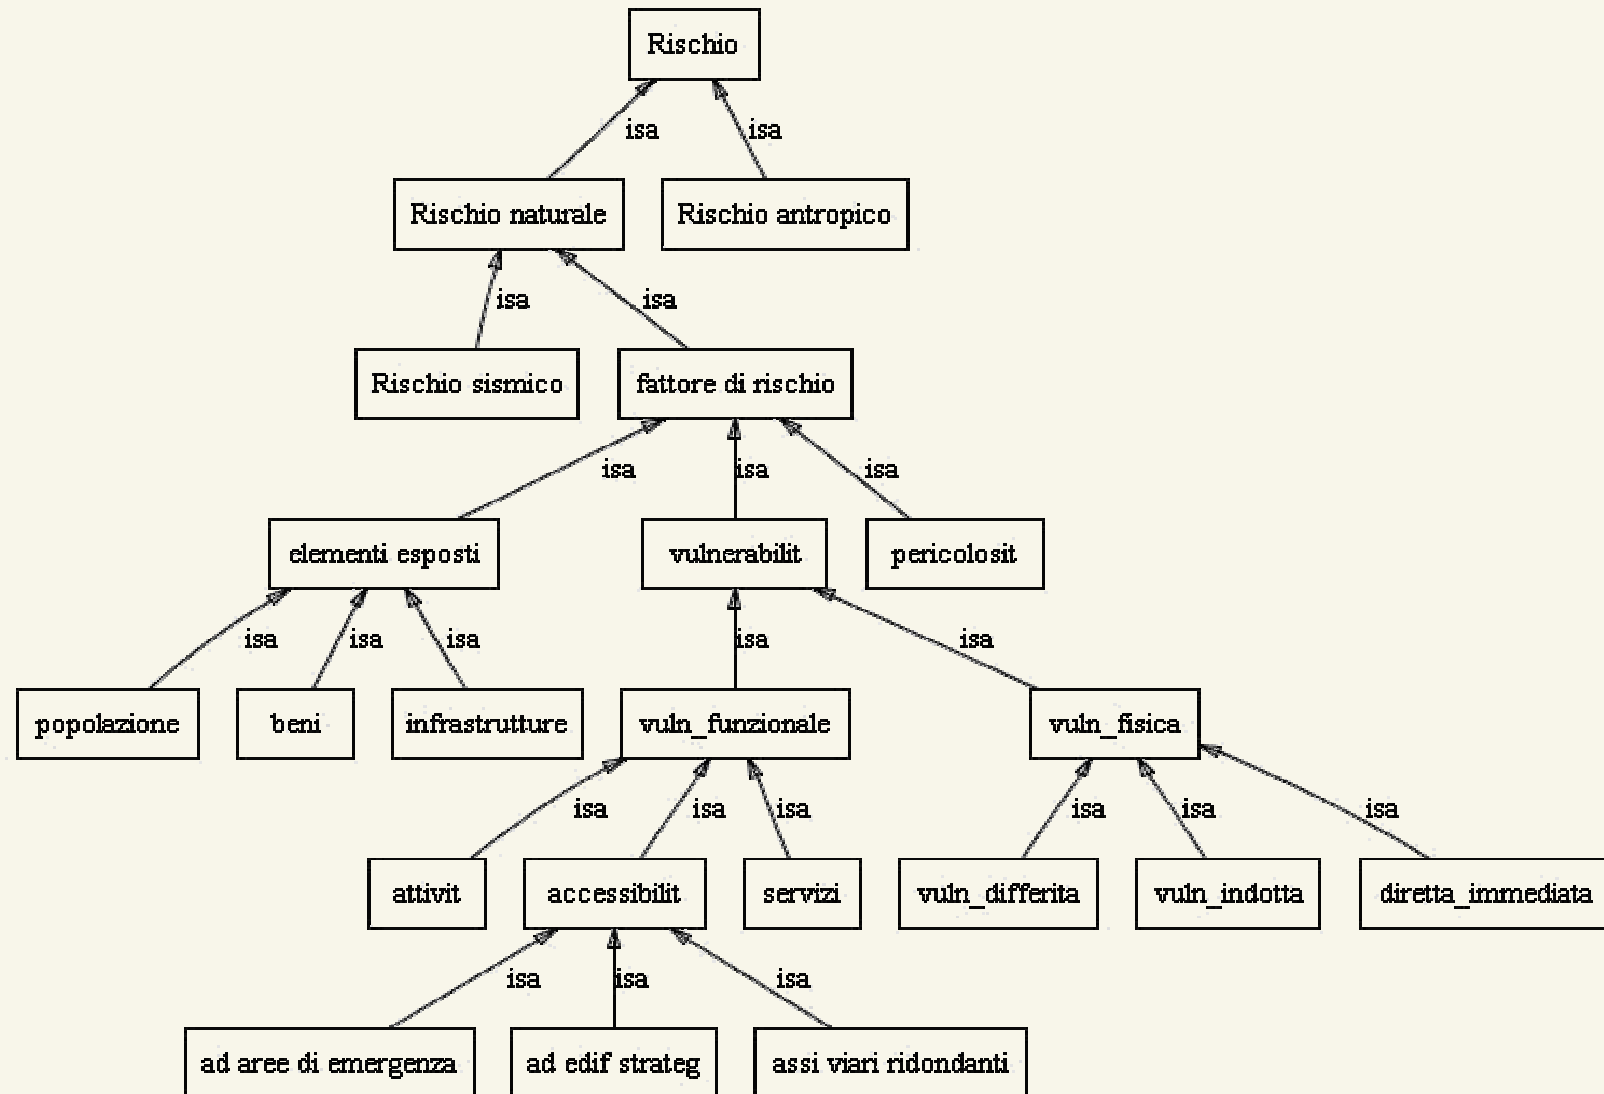 Rischio
isa isa
Rischio naturale Rischio antropico
isa isa
Rischio sismico fattore di rischio
isa isa isa
elementi esposti vulnerabilit pericolosit
isa isa isa isa isa
popolazione beni infrastrutture vuln_funzionale vuln_fisica
isa isa isa isa isa isa
attivit accessibilit servizi vuln_differita vuln_indotta diretta_immediata
isa isa isa
ad aree di emergenza ad edif strateg assi viari ridondanti